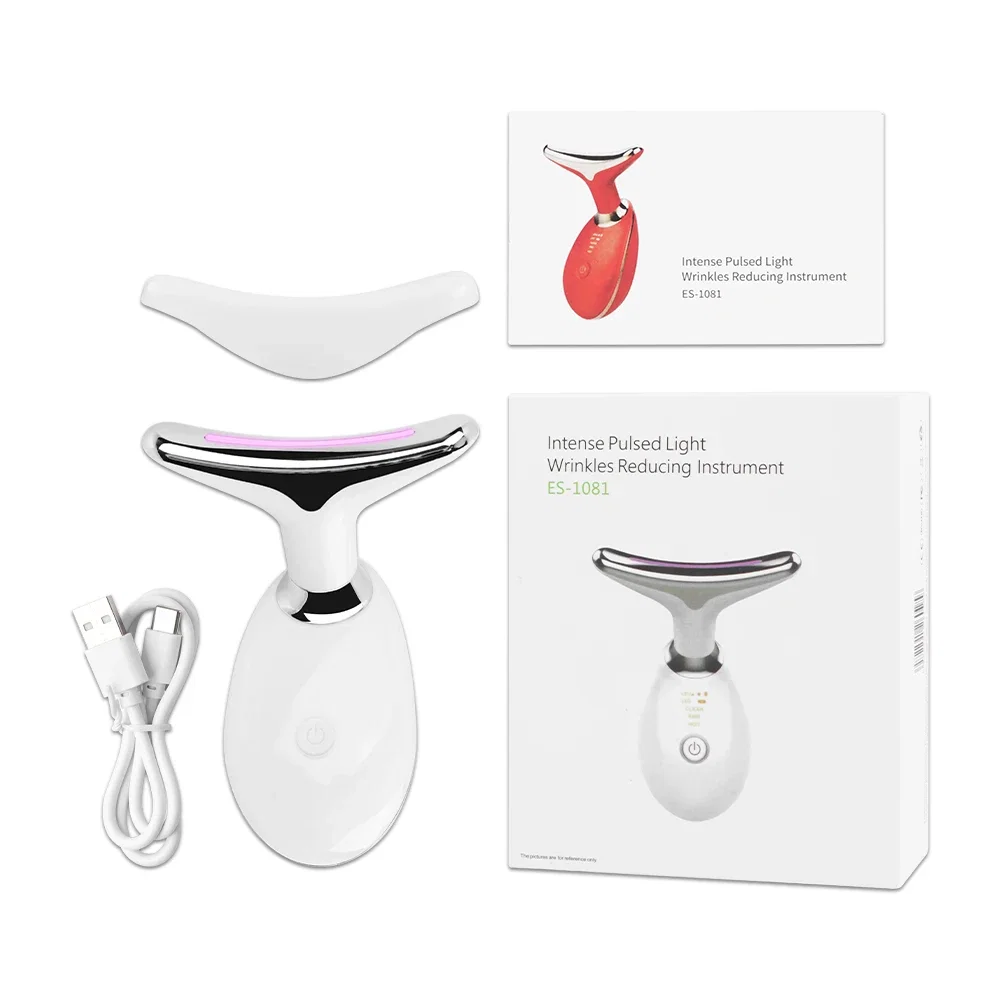 Intense Pulsed Light
Wrinkles Reducing Instrument
ES-1081
Intense Pulsed Light
Wrinkles Reducing Instrument
ES-1081
The pictures are for reference only